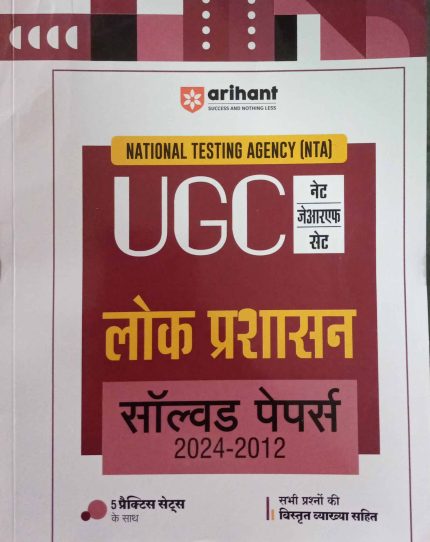 arihant
SUCCESS AND NOTHING LESS
NATIONAL TESTING AGENCY (NTA)
UGC
नेट
जेआरएफ
सेट
लोक प्रशासन
सॉल्वड पेपर्स
2024-2012
5 प्रैक्टिस सेट्स
के साथ
सभी प्रश्नों की
विस्तृत व्याख्या सहित